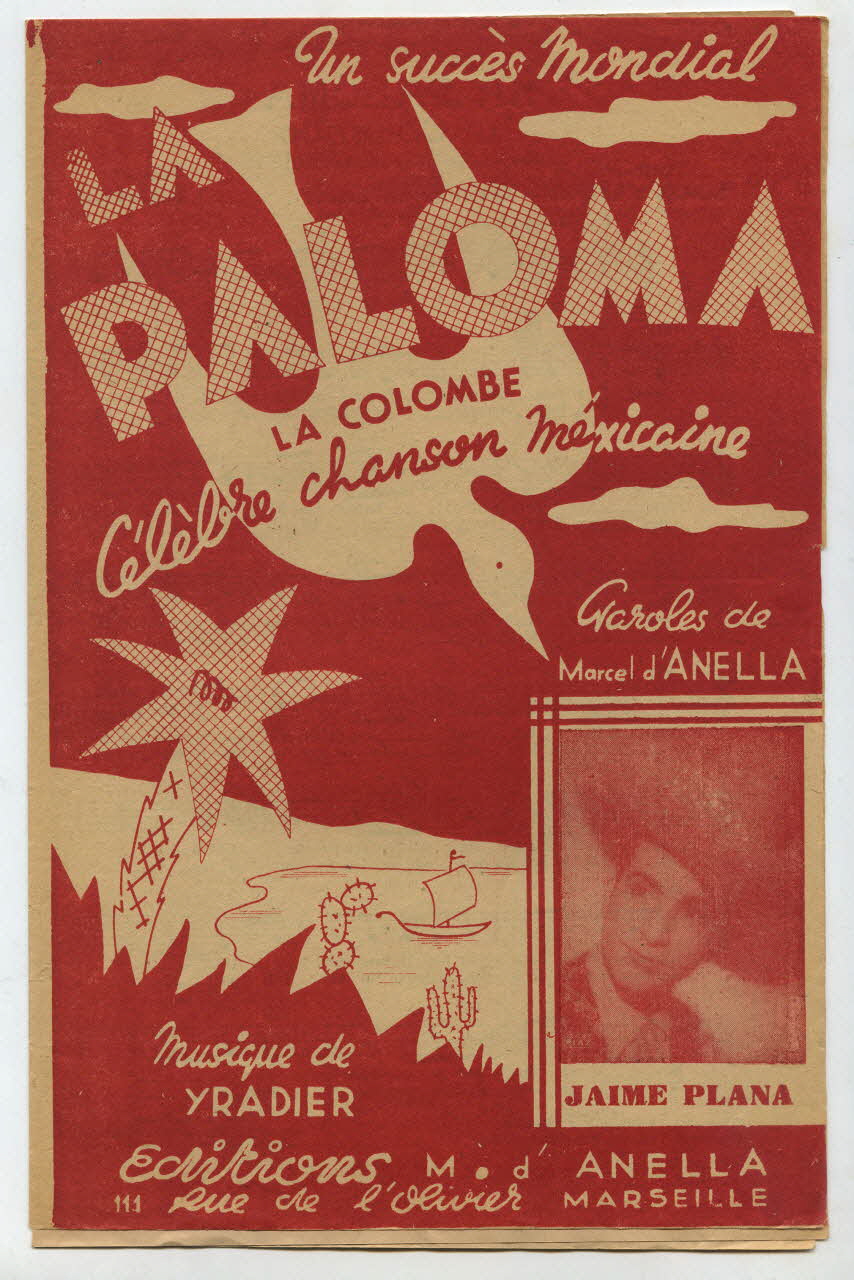 Un succès Mondial
LA
PALOMA
LA COLOMBE
Célèbre chanson méxicaine
Paroles de
Marcel d'ANELLA
JAIME PLANA
Musique de
YRADIER
Editions M. d' ANELLA
111 Rue de l'Olivier MARSEILLE